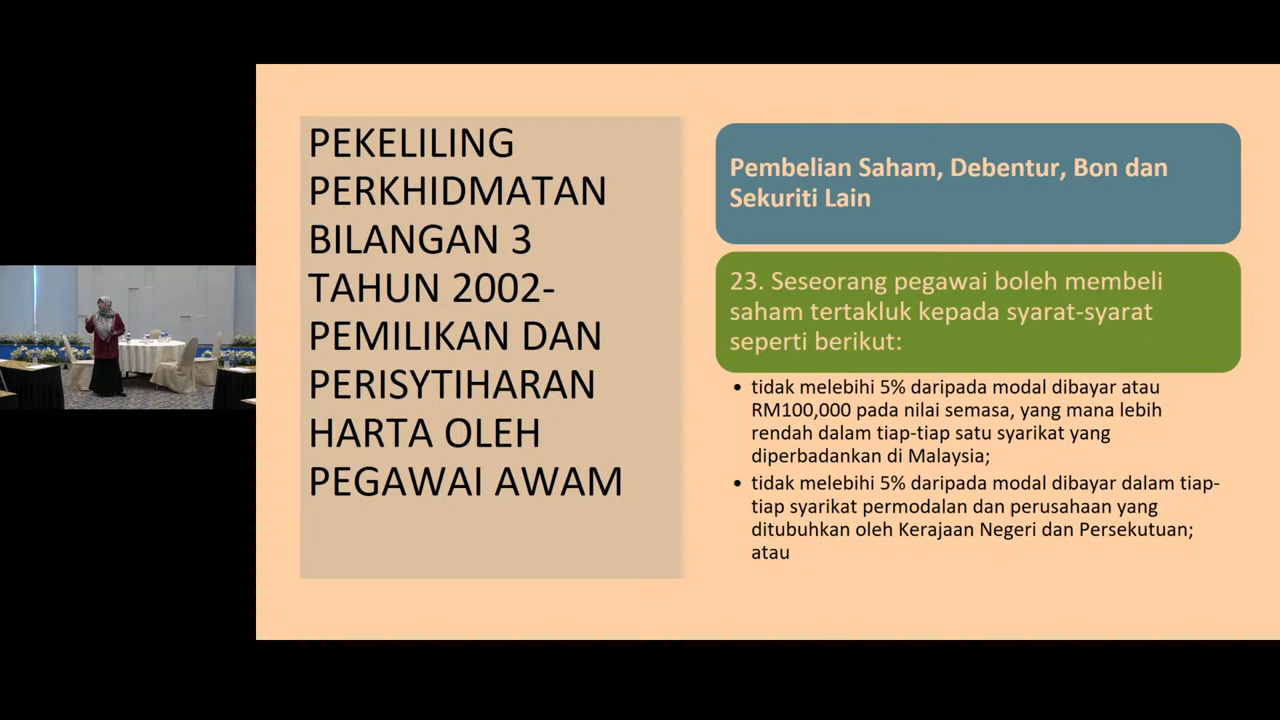 PEKELILING
PERKHIDMATAN
BILANGAN 3
TAHUN 2002-
PEMILIKAN DAN
PERISYTIHARAN
HARTA OLEH
PEGAWAI AWAM
Pembelian Saham, Debentur, Bon dan
Sekuriti Lain
23. Seseorang pegawai boleh membeli
saham tertakluk kepada syarat-syarat
seperti berikut:
• tidak melebihi 5% daripada modal dibayar atau
RM100,000 pada nilai semasa, yang mana lebih
rendah dalam tiap-tiap satu syarikat yang
diperbadankan di Malaysia;
• tidak melebihi 5% daripada modal dibayar dalam tiap-
tiap syarikat permodalan dan perusahaan yang
ditubuhkan oleh Kerajaan Negeri dan Persekutuan;
atau